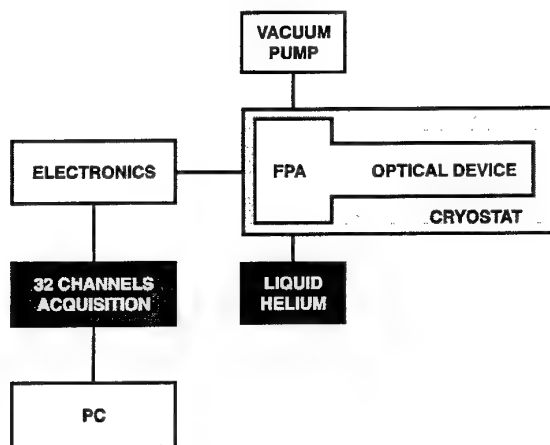 VACUUM
PUMP
ELECTRONICS
FPA
OPTICAL DEVICE
CRYOSTAT
32 CHANNELS
ACQUISITION
LIQUID
HELIUM
PC